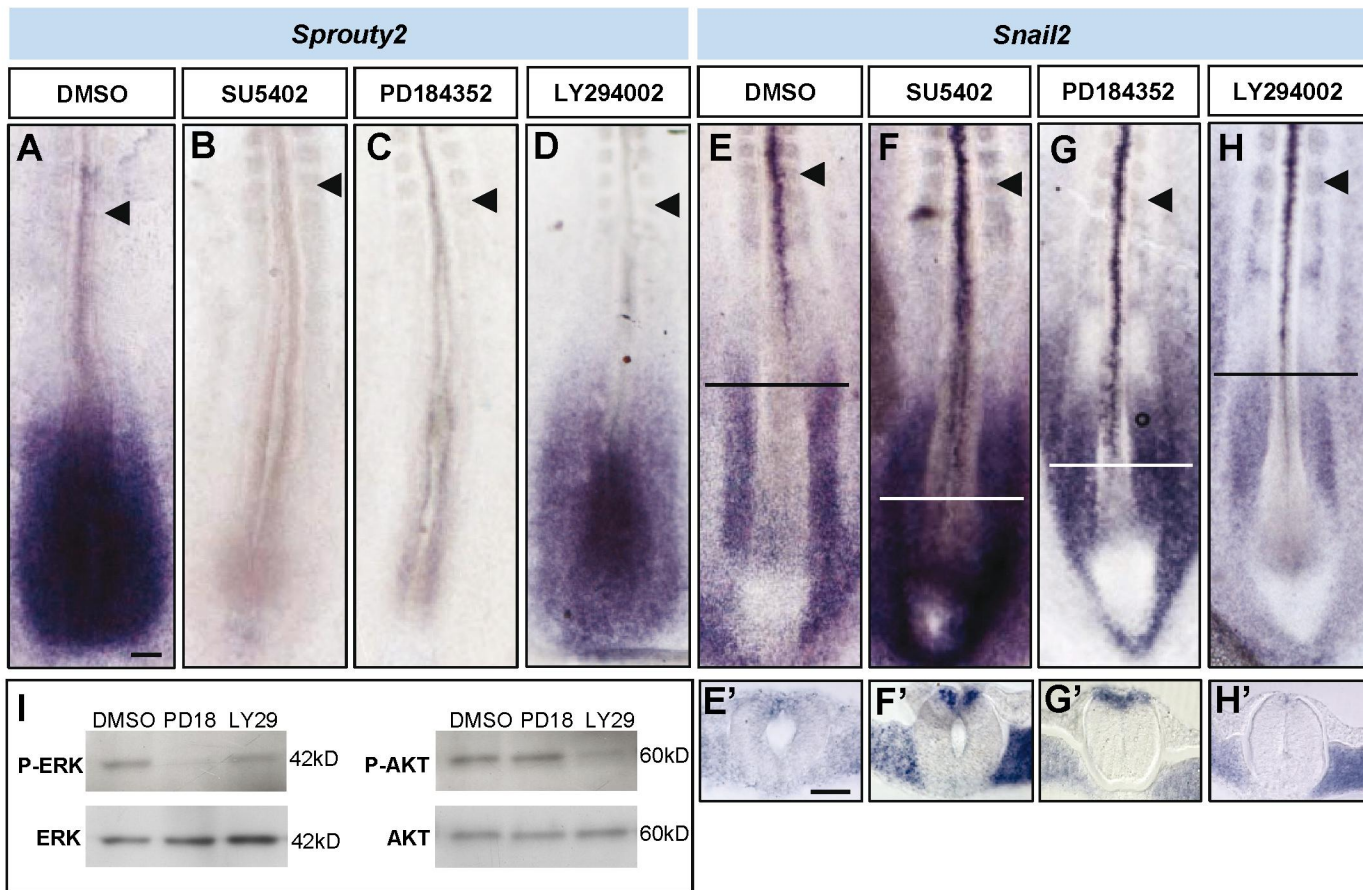 Sprouty2 Snail2
DMSO SU5402 PD184352 LY294002 DMSO SU5402 PD184352 LY294002
A B C D E F G H
E' F' G' H'
I
DMSO PD18 LY29 DMSO PD18 LY29
P-ERK 42kD P-AKT 60kD
ERK 42kD AKT 60kD